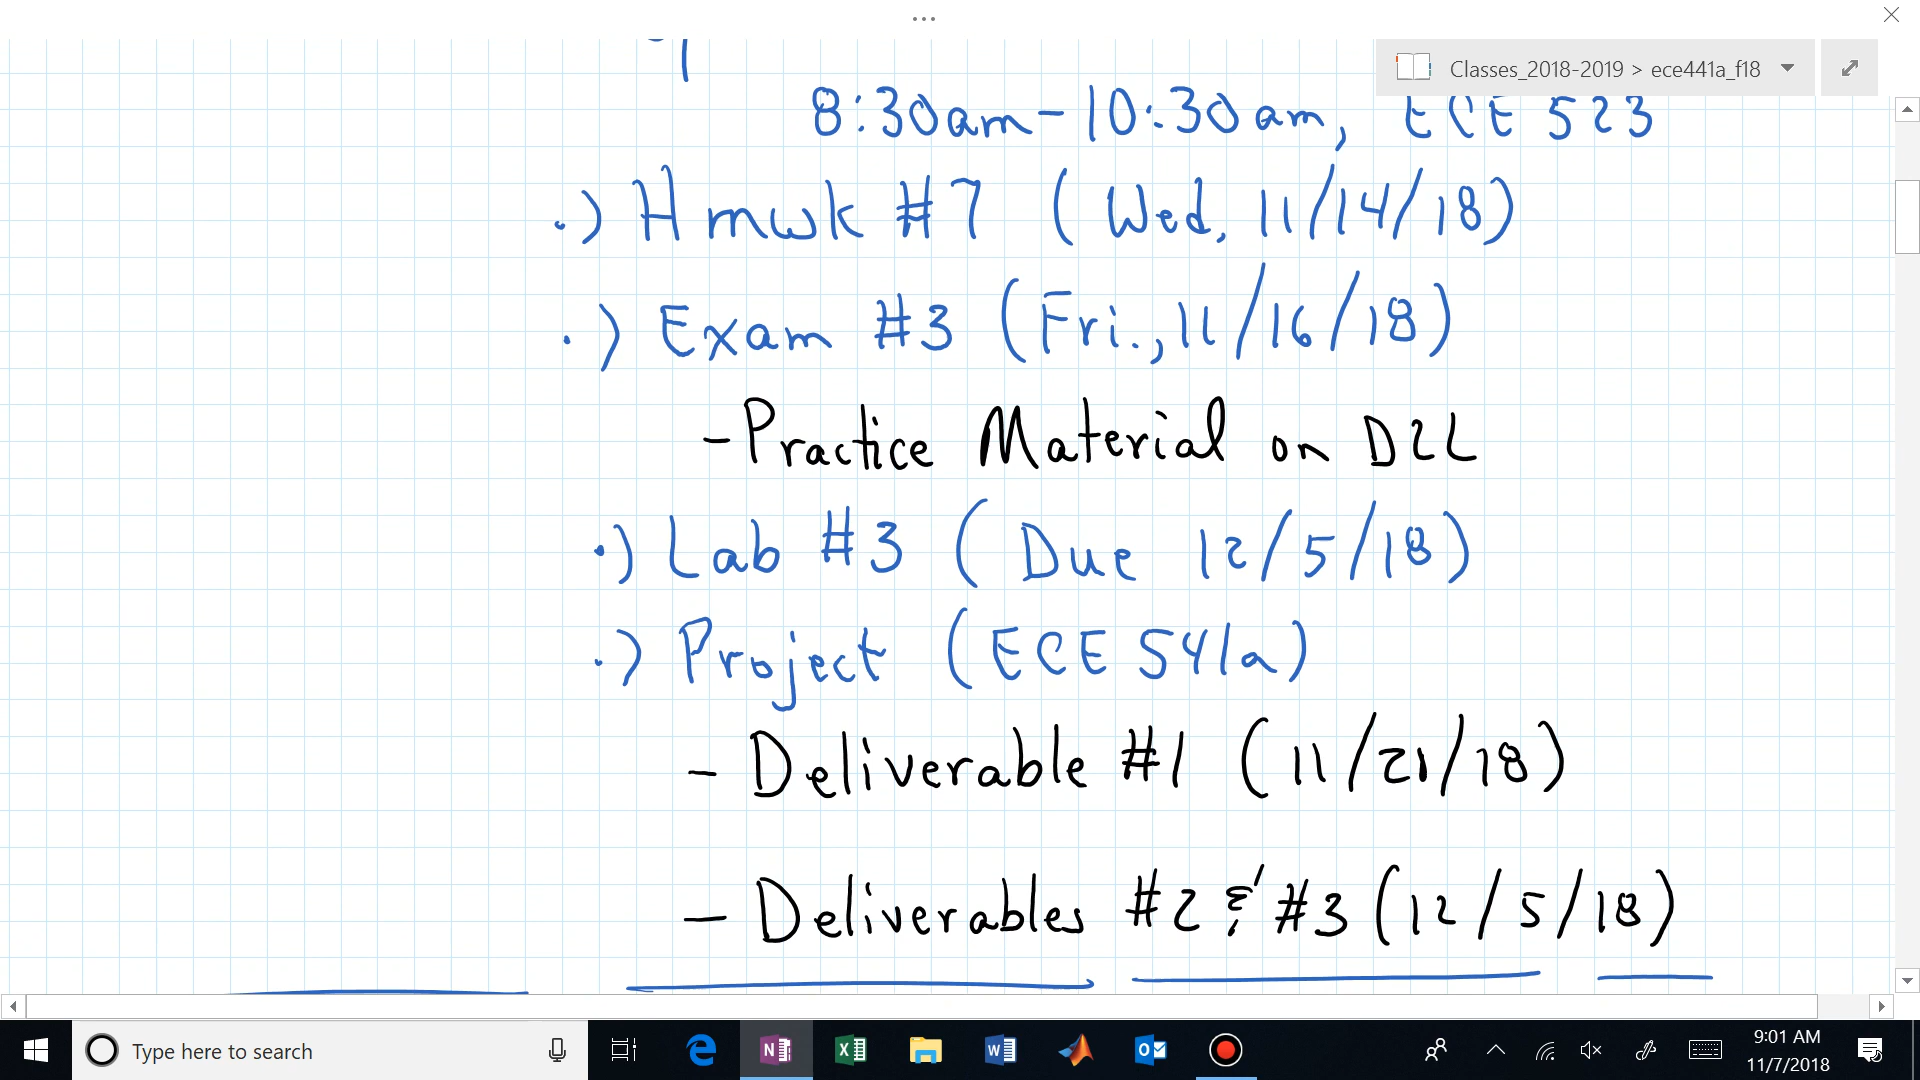 Classes_2018-2019 > ece441a_f18
8:30am-10:30am, ECE 523
·) Hmwk #7 (Wed, 11/14/18)
·) Exam #3 (Fri., 11/16/18)
-Practice Material on D2L
·) Lab #3 (Due 12/5/18)
·) Project (ECE 541a)
- Deliverable #1 (11/21/18)
- Deliverables #2 & #3 (12/5/18)
Type here to search
9:01 AM
11/7/2018